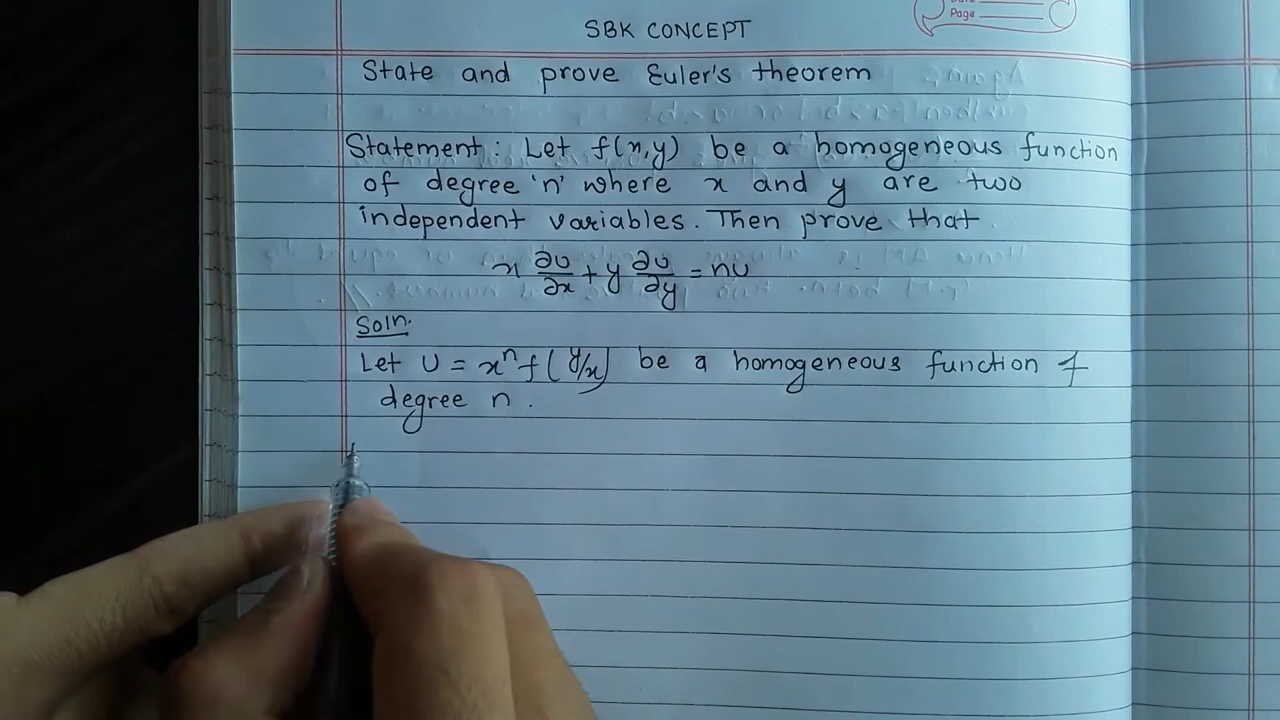 SBK CONCEPT
Page
State and prove Euler's theorem
Statement: Let f(x,y) be a homogeneous function
of degree 'n' where x and y are two
independent variables. Then prove that
x ∂u/∂x + y ∂u/∂y = nu
Soln.
Let U = xⁿ f(y/x) be a homogeneous function of
degree n.